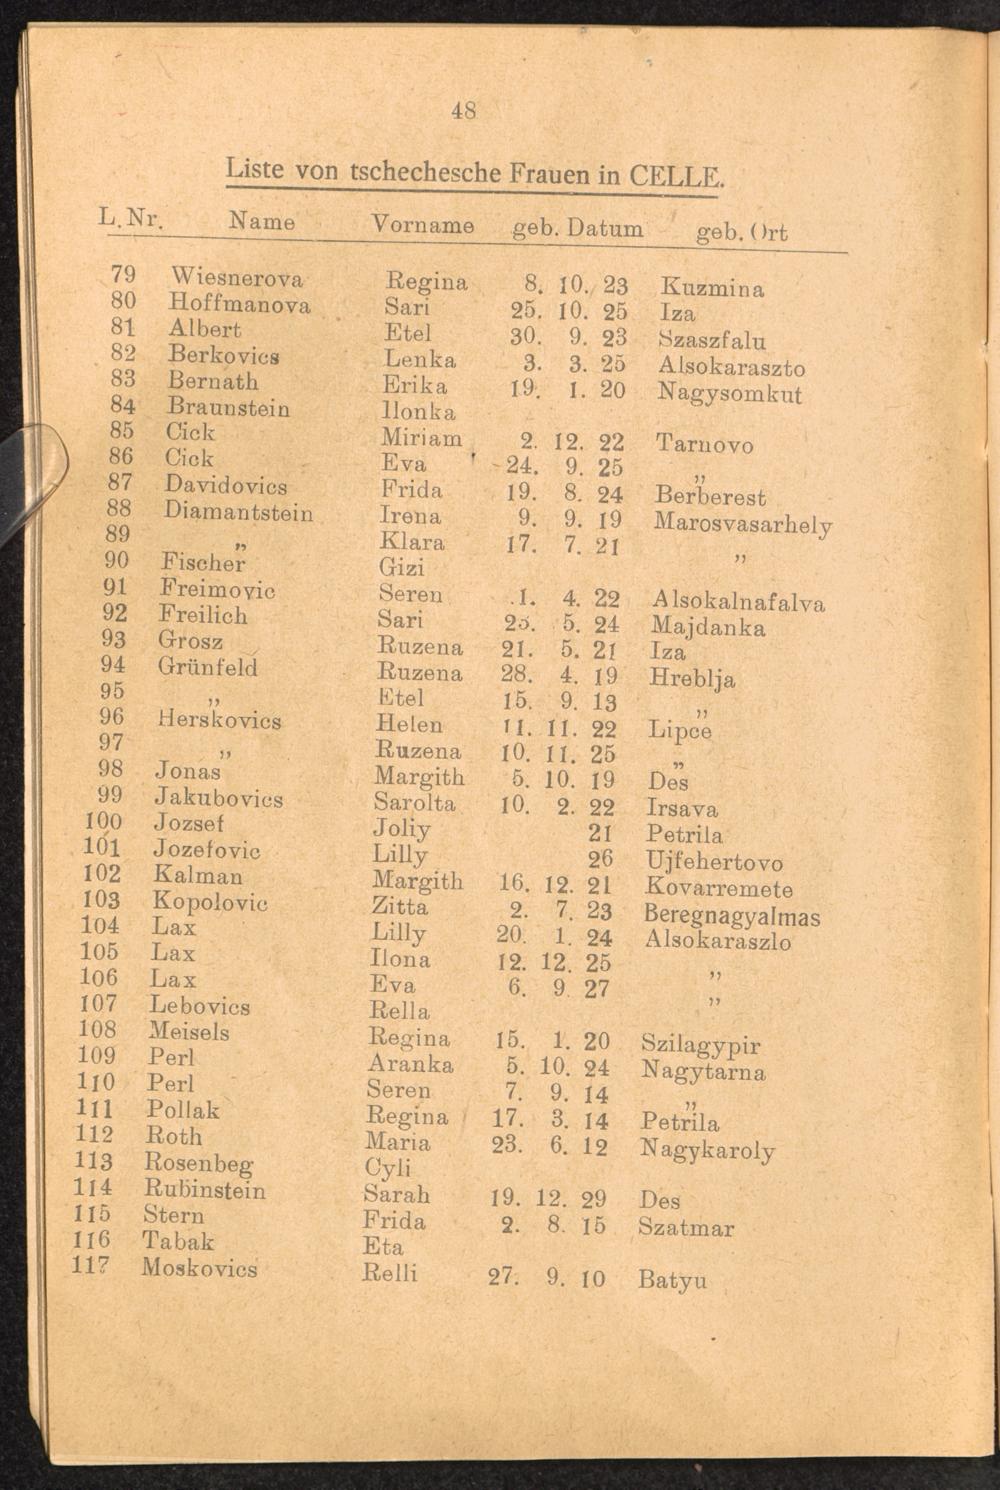 48
Liste von tschechesche Frauen in CELLE.
L. Nr. Name Vorname geb. Datum geb. Ort
79 Wiesnerova Regina 8. 10. 23 Kuzmina
80 Hoffmanova Sari 25. 10. 25 Iza
81 Albert Etel 30. 9. 23 Szaszfalu
82 Berkovics Lenka 3. 3. 25 Alsokaraszto
83 Bernath Erika 19. 1. 20 Nagysomkut
84 Braunstein Ilonka
85 Cick Miriam 2. 12. 22 Tarnovo
86 Cick Eva 24. 9. 25 „
87 Davidovics Frida 19. 8. 24 Berberest
88 Diamantstein Irena 9. 9. 19 Marosvasarhely
89 „ Klara 17. 7. 21 „
90 Fischer Gizi
91 Freimovic Seren 1. 4. 22 Alsokalnafalva
92 Freilich Sari 5. 24 Majdanka
93 Grosz Ruzena 21. 5. 21 Iza
94 Grünfeld Ruzena 28. 4. 19 Hreblja
95 „ Etel 15. 9. 13 „
96 Herskovics Helen 11. 11. 22 Lipce
97 „ Ruzena 10. 11. 25 „
98 Jonas Margith 5. 10. 19 Des
99 Jakubovics Sarolta 10. 2. 22 Irsava
100 Jozsef Joliy 21 Petrila
101 Jozefovic Lilly 26 Ujfehertovo
102 Kalman Margith 16. 12. 21 Kovarremete
103 Kopolovic Zitta 2. 7. 23 Beregnagyalmas
104 Lax Lilly 20. 1. 24 Alsokaraszlo
105 Lax Ilona 12. 12. 25 „
106 Lax Eva 6. 9. 27 „
107 Lebovics Rella
108 Meisels Regina 15. 1. 20 Szilagypir
109 Perl Aranka 5. 10. 24 Nagytarna
110 Perl Seren 7. 9. 14 „
111 Pollak Regina 17. 3. 14 Petrila
112 Roth Maria 23. 6. 12 Nagykaroly
113 Rosenbeg Cyli
114 Rubinstein Sarah 19. 12. 29 Des
115 Stern Frida 2. 8. 15 Szatmar
116 Tabak Eta
117 Moskovics Relli 27. 9. 10 Batyu